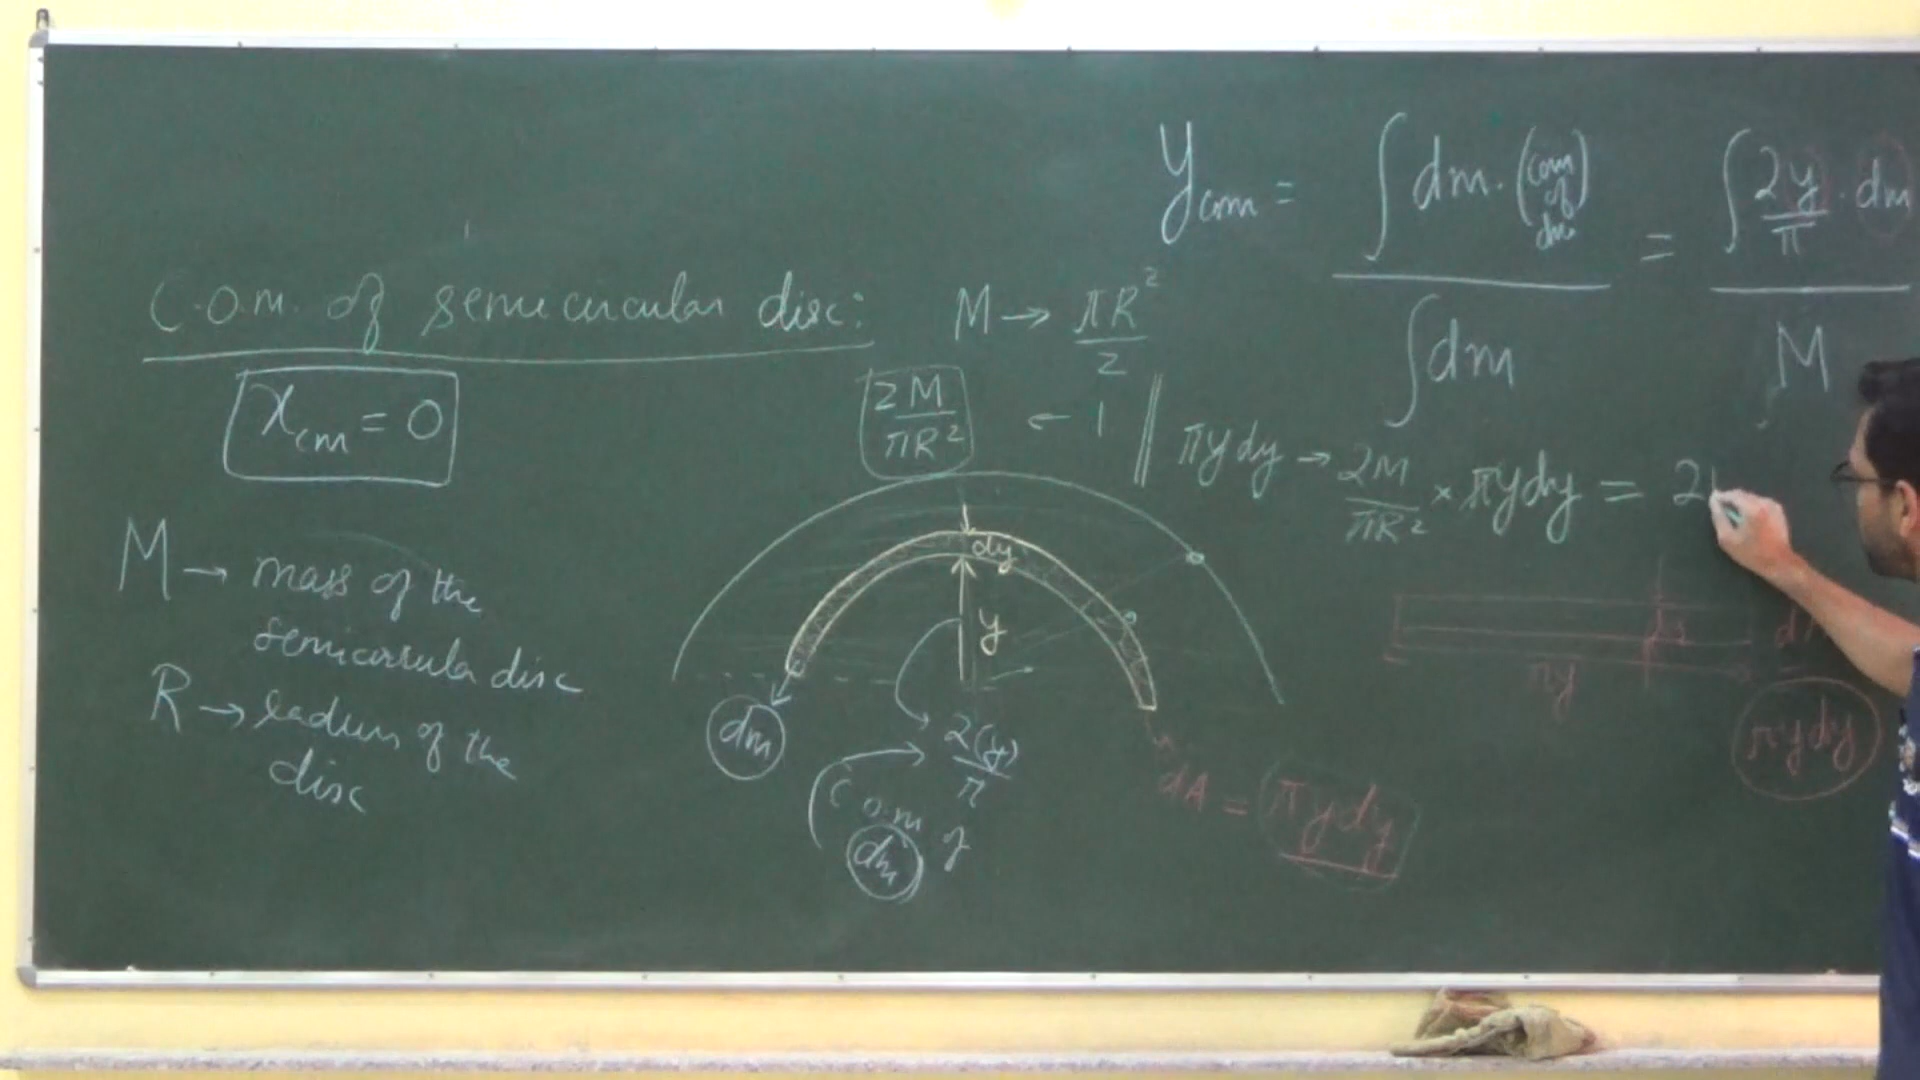 C.O.M. of semicircular disc:
x_cm = 0
M → mass of the
semicircular disc
R → radius of the
disc
M → πR²/2
2M/πR² ← 1
πy dy → 2M/πR² × πy dy = 2
Y_com = ∫dm·(com of dm) / ∫dm = ∫ 2y/π · dm / M
dy
y
dm
2(y)/π
C.O.M of
dm
dA = πy dy
πy
πy dy